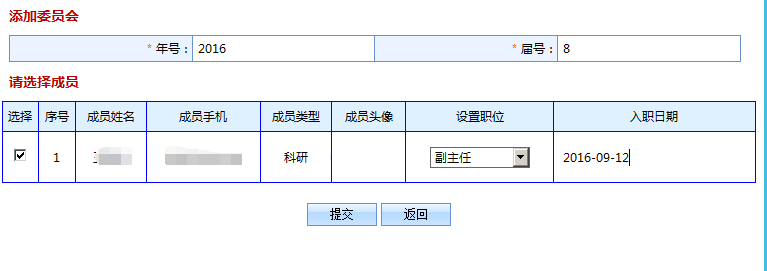 添加委员会
* 年号： 2016 * 届号： 8
请选择成员
选择 序号 成员姓名 成员手机 成员类型 成员头像 设置职位 入职日期
1 科研 副主任 2016-09-12
提交 返回